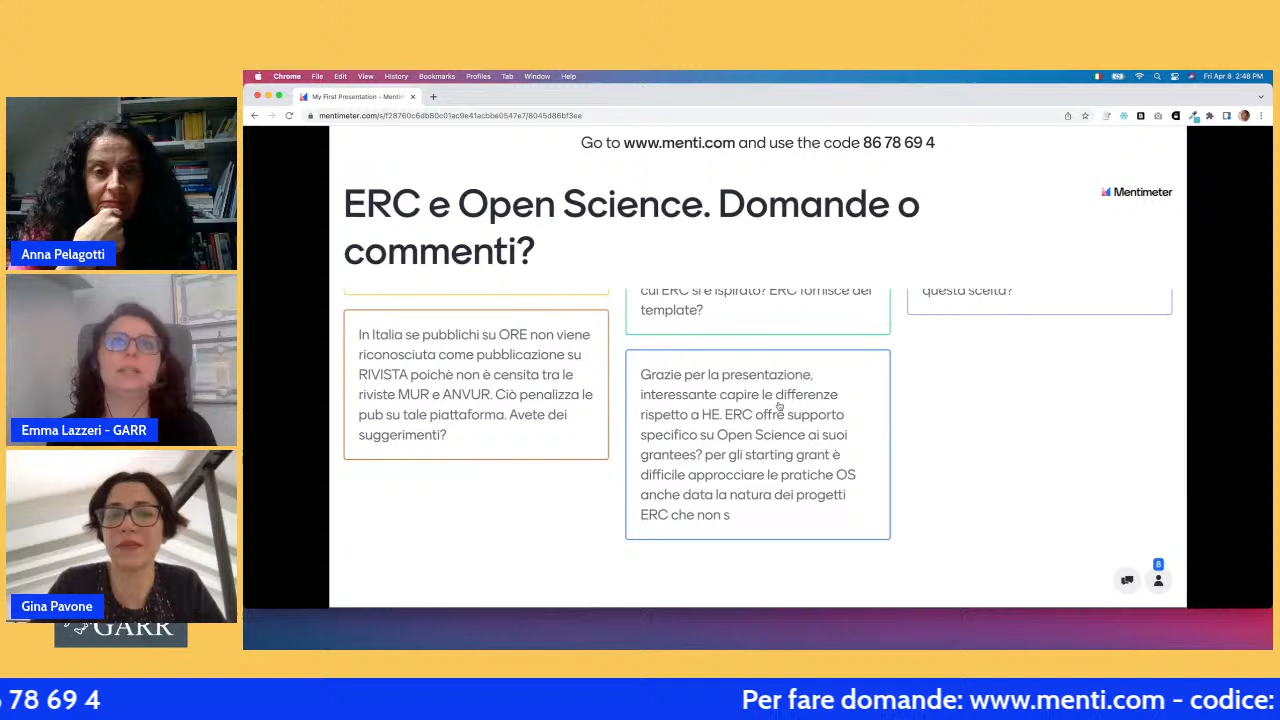 Chrome File Edit View History Bookmarks Profiles Tab Window Help
Fri Apr 8 2:48 PM
My First Presentation - Mentim
mentimeter.com/s/f28760c6db80c01ac9e41acbbe0547e7/8045d86bf3ee
Go to www.menti.com and use the code 86 78 69 4
Mentimeter
ERC e Open Science. Domande o
commenti?
In Italia se pubblichi su ORE non viene
riconosciuta come pubblicazione su
RIVISTA poichè non è censita tra le
riviste MUR e ANVUR. Ciò penalizza le
pub su tale piattaforma. Avete dei
suggerimenti?
cui ERC si è ispirato? ERC fornisce dei
template?
Grazie per la presentazione,
interessante capire le differenze
rispetto a HE. ERC offre supporto
specifico su Open Science ai suoi
grantees? per gli starting grant è
difficile approcciare le pratiche OS
anche data la natura dei progetti
ERC che non s
questa scelta?
8
Anna Pelagotti
Emma Lazzeri - GARR
Gina Pavone
GARR
78 69 4
Per fare domande: www.menti.com - codice: